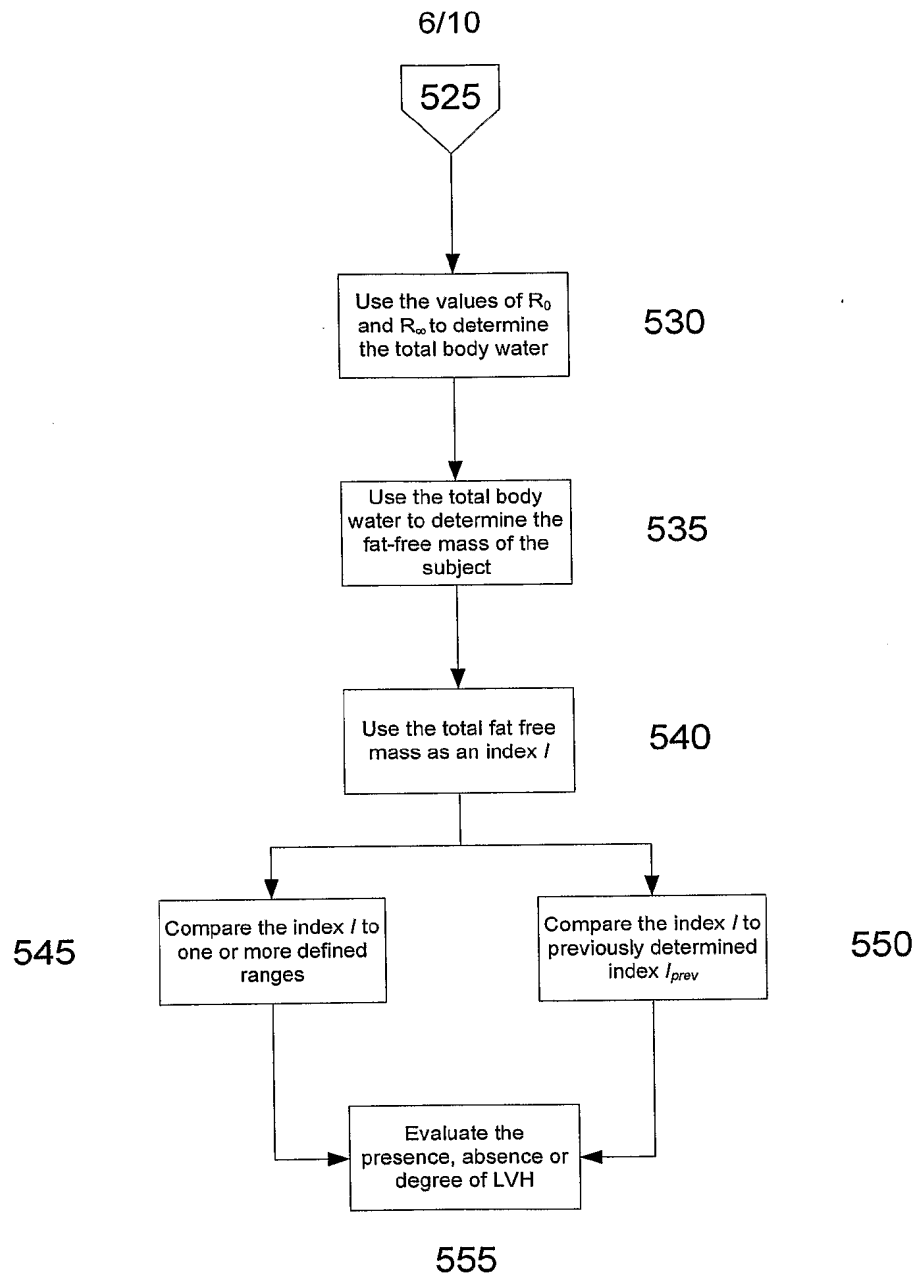 6/10
525
Use the values of R₀
and R∞ to determine
the total body water
530
Use the total body
water to determine the
fat-free mass of the
subject
535
Use the total fat free
mass as an index I
540
545
Compare the index I to
one or more defined
ranges
Compare the index I to
previously determined
index Iprev
550
Evaluate the
presence, absence or
degree of LVH
555